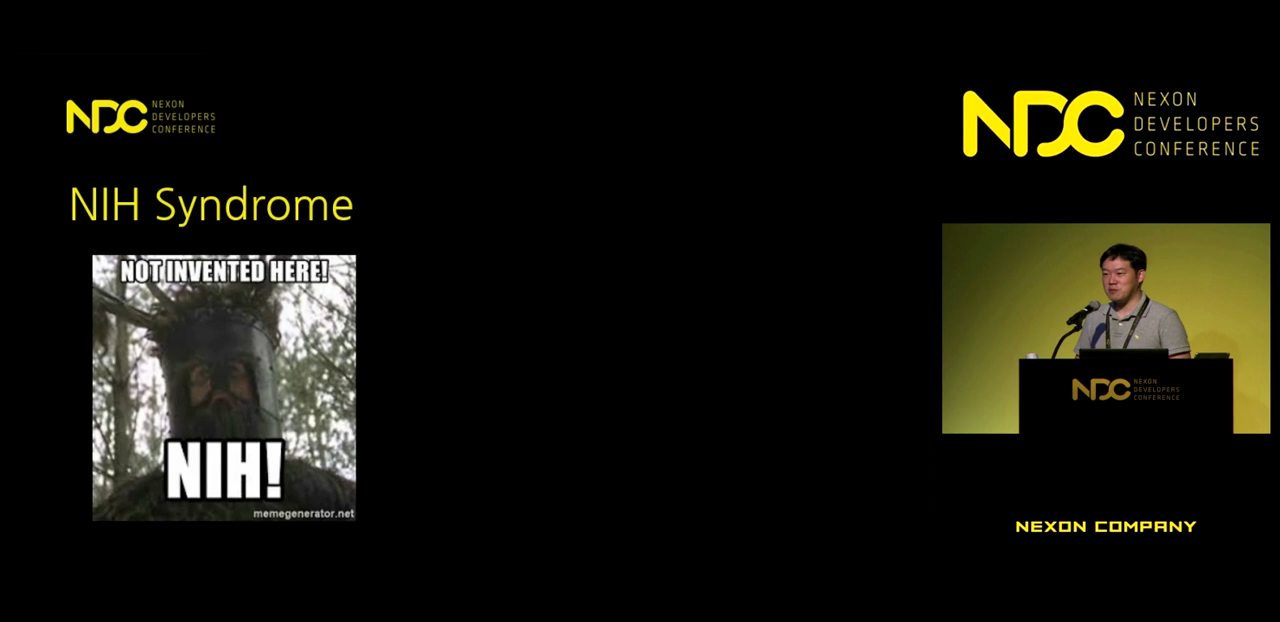 NDC NEXON
DEVELOPERS
CONFERENCE
NIH Syndrome
NOT INVENTED HERE!
NIH!
memegenerator.net
NDC NEXON
DEVELOPERS
CONFERENCE
NDC NEXON
DEVELOPERS
CONFERENCE
NEXON COMPANY